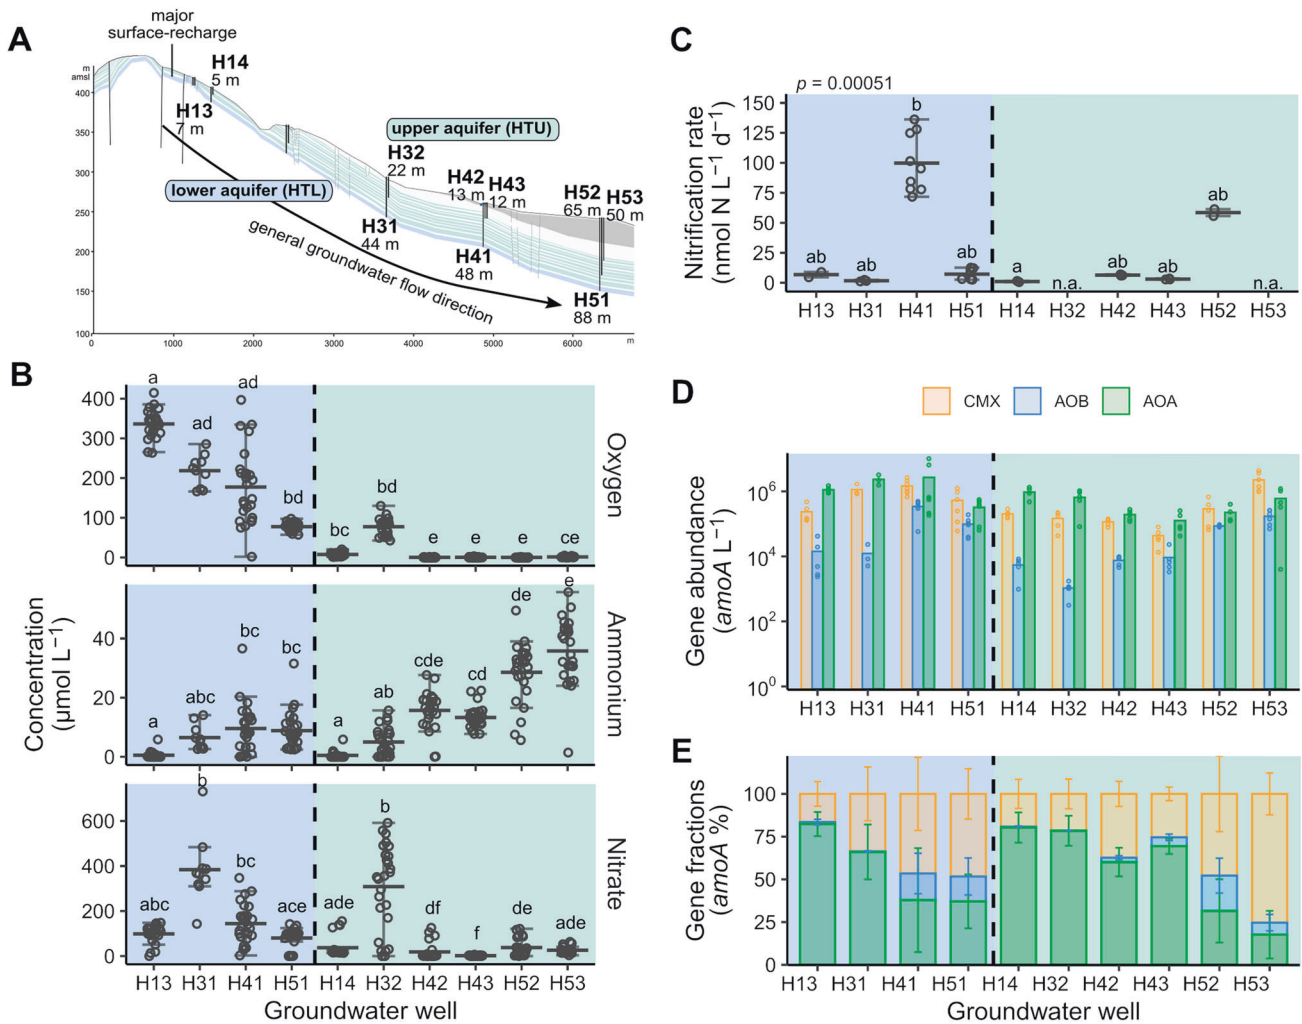 A
major
surface-recharge
m
amsl
400
350
300
250
200
150
100
0
1000
2000
3000
4000
5000
6000
m
H14
5 m
H13
7 m
upper aquifer (HTU)
lower aquifer (HTL)
H32
22 m
H42
13 m
H43
12 m
H52
65 m
H53
50 m
H31
44 m
H41
48 m
H51
88 m
general groundwater flow direction
B
Concentration
(µmol L⁻¹)
400
300
200
100
0
a
ad
ad
bd
bc
bd
e
e
e
ce
Oxygen
40
20
0
a
abc
bc
bc
a
ab
cde
cd
de
e
Ammonium
600
400
200
0
abc
b
bc
ace
ade
b
df
f
de
ade
Nitrate
H13 H31 H41 H51 H14 H32 H42 H43 H52 H53
Groundwater well
C
p = 0.00051
Nitrification rate
(nmol N L⁻¹ d⁻¹)
150
125
100
75
50
25
0
ab
ab
b
ab
a
n.a.
ab
ab
ab
n.a.
H13 H31 H41 H51 H14 H32 H42 H43 H52 H53
D
CMX AOB AOA
Gene abundance
(amoA L⁻¹)
10⁶
10⁴
10²
10⁰
H13 H31 H41 H51 H14 H32 H42 H43 H52 H53
E
Gene fractions
(amoA %)
100
75
50
25
0
H13 H31 H41 H51 H14 H32 H42 H43 H52 H53
Groundwater well